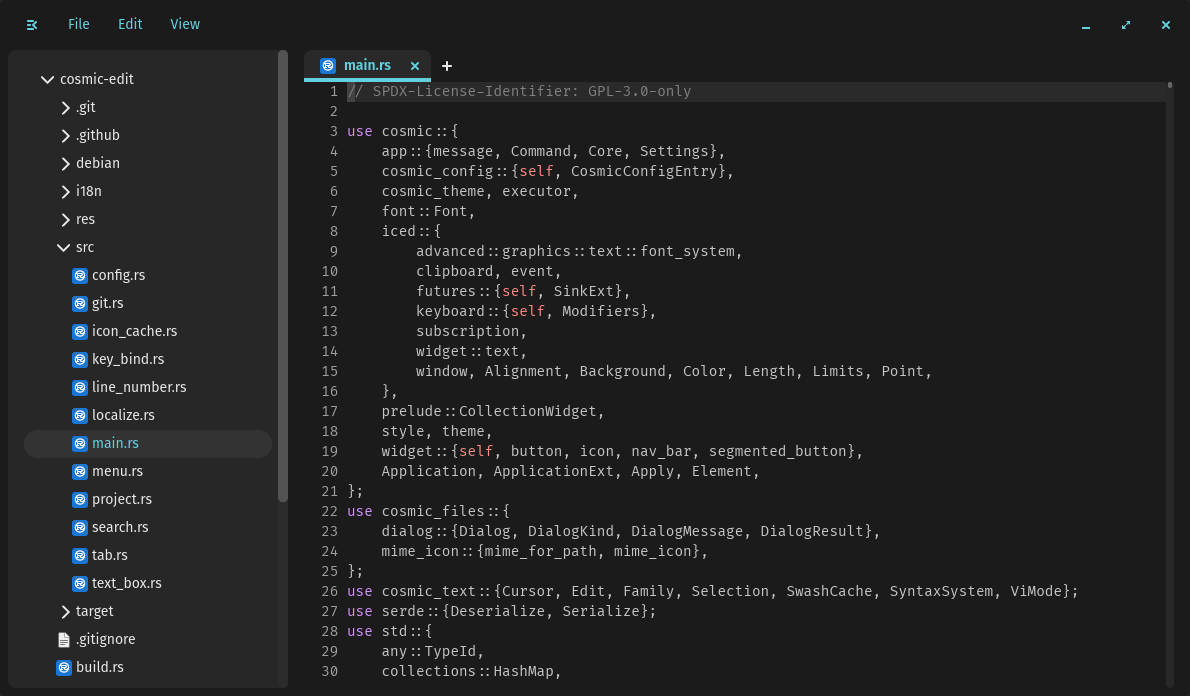 File Edit View
cosmic-edit
.git
.github
debian
i18n
res
src
config.rs
git.rs
icon_cache.rs
key_bind.rs
line_number.rs
localize.rs
main.rs
menu.rs
project.rs
search.rs
tab.rs
text_box.rs
target
.gitignore
build.rs
main.rs
1 // SPDX-License-Identifier: GPL-3.0-only
2
3 use cosmic::{
4     app::{message, Command, Core, Settings},
5     cosmic_config::{self, CosmicConfigEntry},
6     cosmic_theme, executor,
7     font::Font,
8     iced::{
9         advanced::graphics::text::font_system,
10         clipboard, event,
11         futures::{self, SinkExt},
12         keyboard::{self, Modifiers},
13         subscription,
14         widget::text,
15         window, Alignment, Background, Color, Length, Limits, Point,
16     },
17     prelude::CollectionWidget,
18     style, theme,
19     widget::{self, button, icon, nav_bar, segmented_button},
20     Application, ApplicationExt, Apply, Element,
21 };
22 use cosmic_files::{
23     dialog::{Dialog, DialogKind, DialogMessage, DialogResult},
24     mime_icon::{mime_for_path, mime_icon},
25 };
26 use cosmic_text::{Cursor, Edit, Family, Selection, SwashCache, SyntaxSystem, ViMode};
27 use serde::{Deserialize, Serialize};
28 use std::{
29     any::TypeId,
30     collections::HashMap,